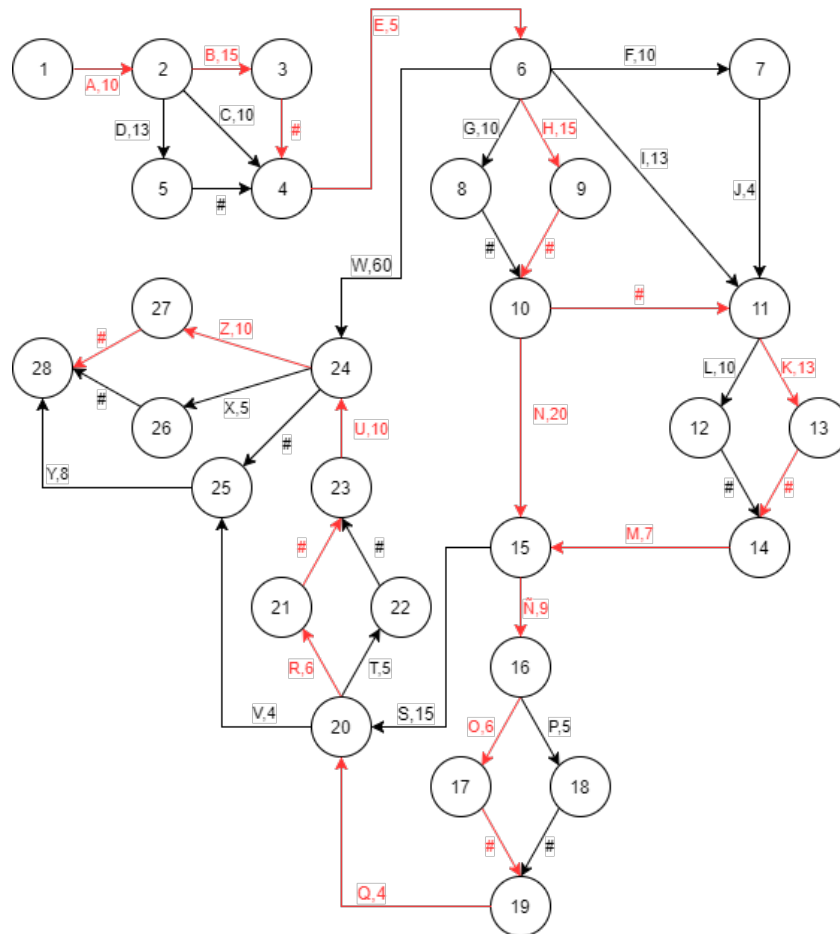 E,5
B,15
F,10
1
2
3
6
7
A,10
C,10
D,13
#
G,10
H,15
I,13
5
4
8
9
J,4
#
#
#
W,60
27
#
Z,10
#
10
11
28
24
L,10
K,13
#
26
X,5
U,10
N,20
12
13
#
Y,8
25
23
#
#
#
#
15
M,7
14
21
22
Ñ,9
R,6
T,5
16
V,4
20
S,15
O,6
P,5
17
18
#
#
Q,4
19